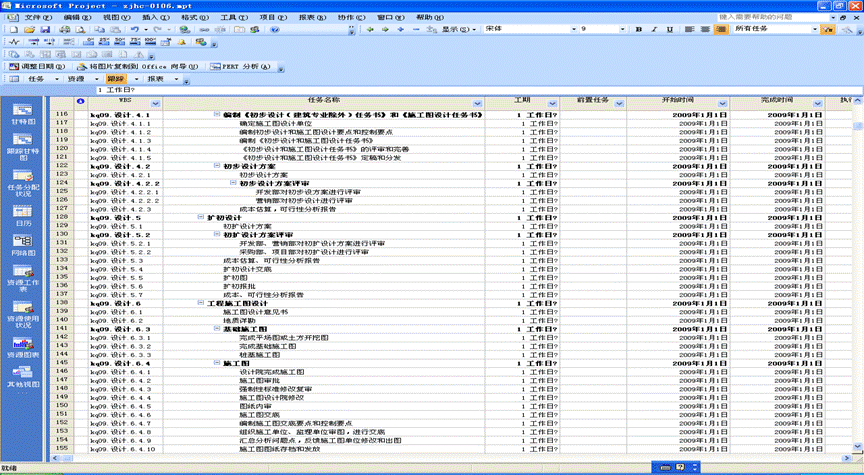 Microsoft Project - zjhc-0106.mpt
文件(F) 编辑(E) 视图(V) 插入(I) 格式(O) 工具(T) 项目(P) 报表(R) 协作(C) 窗口(W) 帮助(H) 键入需要帮助的问题
显示(S) 宋体 9 B I U 所有任务
调整日期(D) 将图片复制到 Office 向导(U) PERT 分析(A)
任务 资源 跟踪 报表
1 工作日?
WBS 任务名称 工期 前置任务 开始时间 完成时间
116 kq09.设计.4.1 编制《初步设计（建筑专业除外）任务书》和《施工图设计任务书》 1 工作日? 2009年1月1日 2009年1月1日
117 kq09.设计.4.1.1 确定施工图设计单位 1 工作日? 2009年1月1日 2009年1月1日
118 kq09.设计.4.1.2 编制初步设计和施工图设计要点和控制要点 1 工作日? 2009年1月1日 2009年1月1日
119 kq09.设计.4.1.3 编制《初步设计和施工图设计任务书》 1 工作日? 2009年1月1日 2009年1月1日
120 kq09.设计.4.1.4 《初步设计和施工图设计任务书》的评审和完善 1 工作日? 2009年1月1日 2009年1月1日
121 kq09.设计.4.1.5 《初步设计和施工图设计任务书》定稿和分发 1 工作日? 2009年1月1日 2009年1月1日
122 kq09.设计.4.2 初步设计方案 1 工作日? 2009年1月1日 2009年1月1日
123 kq09.设计.4.2.1 初步设计方案 1 工作日? 2009年1月1日 2009年1月1日
124 kq09.设计.4.2.2 初步设计方案评审 1 工作日? 2009年1月1日 2009年1月1日
125 kq09.设计.4.2.2.1 开发部对初步设方案进行评审 1 工作日? 2009年1月1日 2009年1月1日
126 kq09.设计.4.2.2.2 营销部对初步设计进行评审 1 工作日? 2009年1月1日 2009年1月1日
127 kq09.设计.4.2.3 成本估算，可行性分析报告 1 工作日? 2009年1月1日 2009年1月1日
128 kq09.设计.5 扩初设计 1 工作日? 2009年1月1日 2009年1月1日
129 kq09.设计.5.1 初扩设计方案 1 工作日? 2009年1月1日 2009年1月1日
130 kq09.设计.5.2 初扩设计方案评审 1 工作日? 2009年1月1日 2009年1月1日
131 kq09.设计.5.2.1 开发部、营销部对初扩设计方案进行评审 1 工作日? 2009年1月1日 2009年1月1日
132 kq09.设计.5.2.2 采购部、项目部对初扩设计进行评审 1 工作日? 2009年1月1日 2009年1月1日
133 kq09.设计.5.3 成本估算、可行性分析报告 1 工作日? 2009年1月1日 2009年1月1日
134 kq09.设计.5.4 扩初设计交底 1 工作日? 2009年1月1日 2009年1月1日
135 kq09.设计.5.5 扩初图 1 工作日? 2009年1月1日 2009年1月1日
136 kq09.设计.5.6 扩初报批 1 工作日? 2009年1月1日 2009年1月1日
137 kq09.设计.5.7 成本、可行性分析报告 1 工作日? 2009年1月1日 2009年1月1日
138 kq09.设计.6 工程施工图设计 1 工作日? 2009年1月1日 2009年1月1日
139 kq09.设计.6.1 施工图设计意见书 1 工作日? 2009年1月1日 2009年1月1日
140 kq09.设计.6.2 地质详勘 1 工作日? 2009年1月1日 2009年1月1日
141 kq09.设计.6.3 基础施工图 1 工作日? 2009年1月1日 2009年1月1日
142 kq09.设计.6.3.1 完成平场图或土方开挖图 1 工作日? 2009年1月1日 2009年1月1日
143 kq09.设计.6.3.2 完成基础施工图 1 工作日? 2009年1月1日 2009年1月1日
144 kq09.设计.6.3.3 桩基施工图 1 工作日? 2009年1月1日 2009年1月1日
145 kq09.设计.6.4 施工图 1 工作日? 2009年1月1日 2009年1月1日
146 kq09.设计.6.4.1 设计院完成施工图 1 工作日? 2009年1月1日 2009年1月1日
147 kq09.设计.6.4.2 施工图审批 1 工作日? 2009年1月1日 2009年1月1日
148 kq09.设计.6.4.3 强制性标准修改复审 1 工作日? 2009年1月1日 2009年1月1日
149 kq09.设计.6.4.4 施工图设计院修改 1 工作日? 2009年1月1日 2009年1月1日
150 kq09.设计.6.4.5 图纸内审 1 工作日? 2009年1月1日 2009年1月1日
151 kq09.设计.6.4.6 施工图交底 1 工作日? 2009年1月1日 2009年1月1日
152 kq09.设计.6.4.7 编制施工图交底要点和控制要点 1 工作日? 2009年1月1日 2009年1月1日
153 kq09.设计.6.4.8 组织施工单位、监理单位审图，进行交底 1 工作日? 2009年1月1日 2009年1月1日
154 kq09.设计.6.4.9 汇总分析问题点，反馈施工图单位修改和出图 1 工作日? 2009年1月1日 2009年1月1日
155 kq09.设计.6.4.10 施工图图纸存档和发放 1 工作日? 2009年1月1日 2009年1月1日
甘特图
跟踪甘特图
任务分配状况
日历
网络图
资源工作表
资源使用状况
资源图表
其他视图
就绪